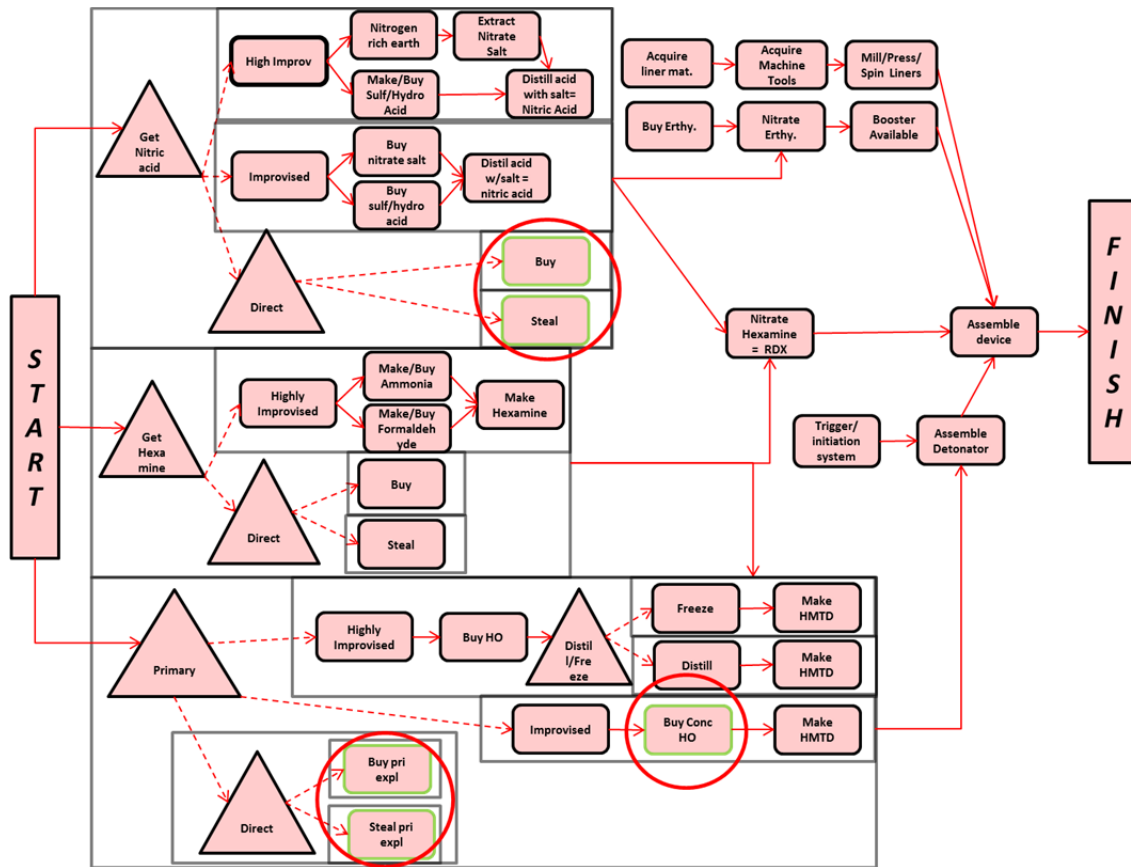 START
Get
Nitric
acid
High Improv
Nitrogen
rich earth
Extract
Nitrate
Salt
Make/Buy
Sulf/Hydro
Acid
Distill acid
with salt=
Nitric Acid
Improvised
Buy
nitrate salt
Buy
sulf/hydro
acid
Distil acid
w/salt =
nitric acid
Direct
Buy
Steal
Acquire
liner mat.
Acquire
Machine
Tools
Mill/Press/
Spin Liners
Buy Erthy.
Nitrate
Erthy.
Booster
Available
Get
Hexa
mine
Highly
Improvised
Make/Buy
Ammonia
Make/Buy
Formaldeh
yde
Make
Hexamine
Direct
Buy
Steal
Nitrate
Hexamine
= RDX
Assemble
device
Trigger/
initiation
system
Assemble
Detonator
Primary
Highly
Improvised
Buy HO
Distil
l/Fre
eze
Freeze
Make
HMTD
Distill
Make
HMTD
Improvised
Buy Conc
HO
Make
HMTD
Direct
Buy pri
expl
Steal pri
expl
FINISH